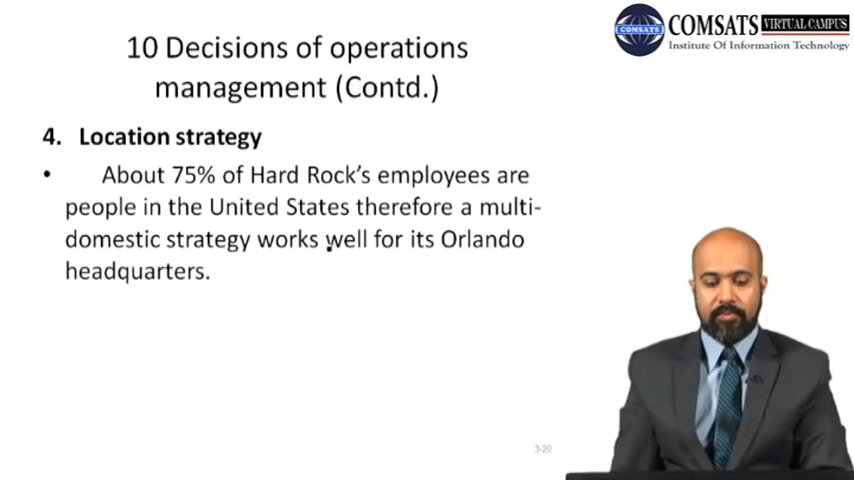 10 Decisions of operations
management (Contd.)
COMSATS VIRTUAL CAMPUS
Institute Of Information Technology
COMSATS
4. Location strategy
• About 75% of Hard Rock's employees are
people in the United States therefore a multi-
domestic strategy works well for its Orlando
headquarters.
3-20